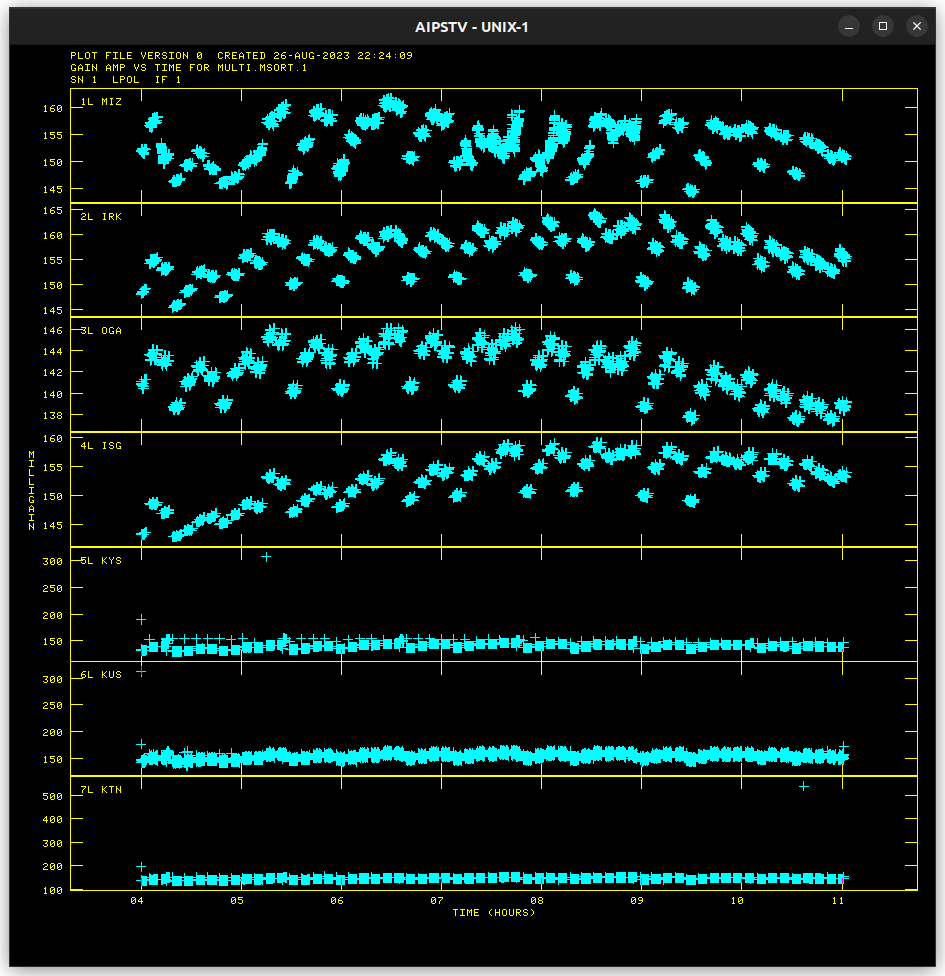 AIPSTV - UNIX-1
PLOT FILE VERSION 0  CREATED 26-AUG-2023 22:24:09
GAIN AMP VS TIME FOR MULTI.MSORT.1
SN 1  LPOL  IF 1
1L MIZ
160
155
150
145
2L IRK
165
160
155
150
145
3L OGA
146
144
142
140
138
4L ISG
160
155
150
145
MILLIGAIN
5L KYS
300
250
200
150
6L KUS
300
250
200
150
7L KTN
500
400
300
200
100
04 05 06 07 08 09 10 11
TIME (HOURS)